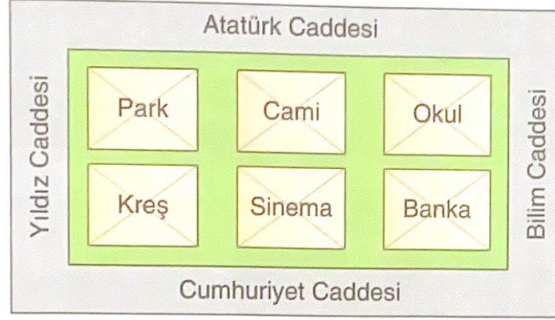 Atatürk Caddesi
Yıldız Caddesi
Park Cami Okul
Kreş Sinema Banka
Bilim Caddesi
Cumhuriyet Caddesi